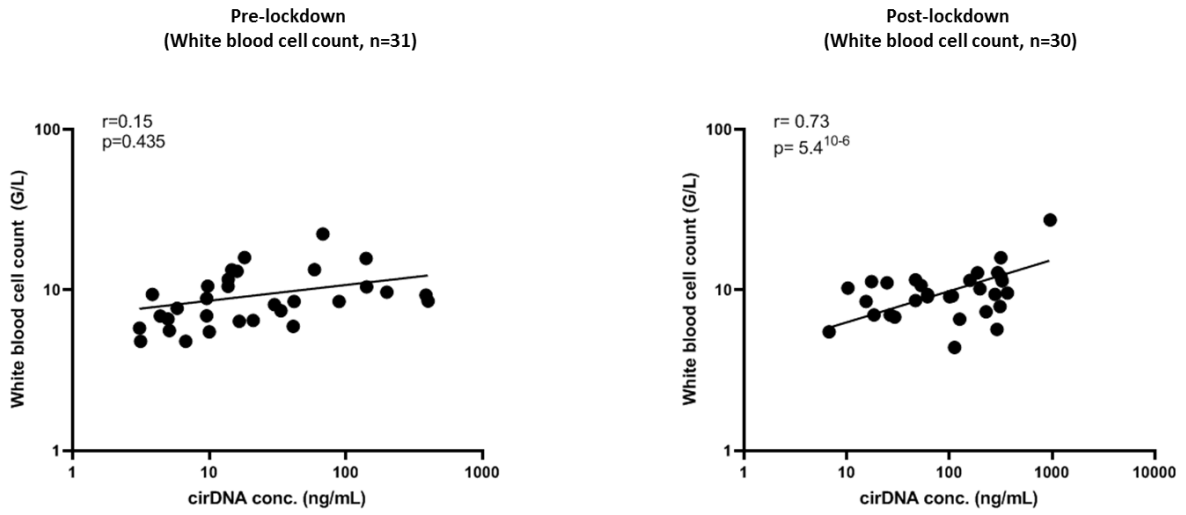 Pre-lockdown
(White blood cell count, n=31)
r=0.15
p=0.435
100
10
1
White blood cell count (G/L)
1
10
100
1000
cirDNA conc. (ng/mL)
Post-lockdown
(White blood cell count, n=30)
r= 0.73
p= 5.4¹⁰⁻⁶
100
10
1
White blood cell count (G/L)
1
10
100
1000
10000
cirDNA conc. (ng/mL)